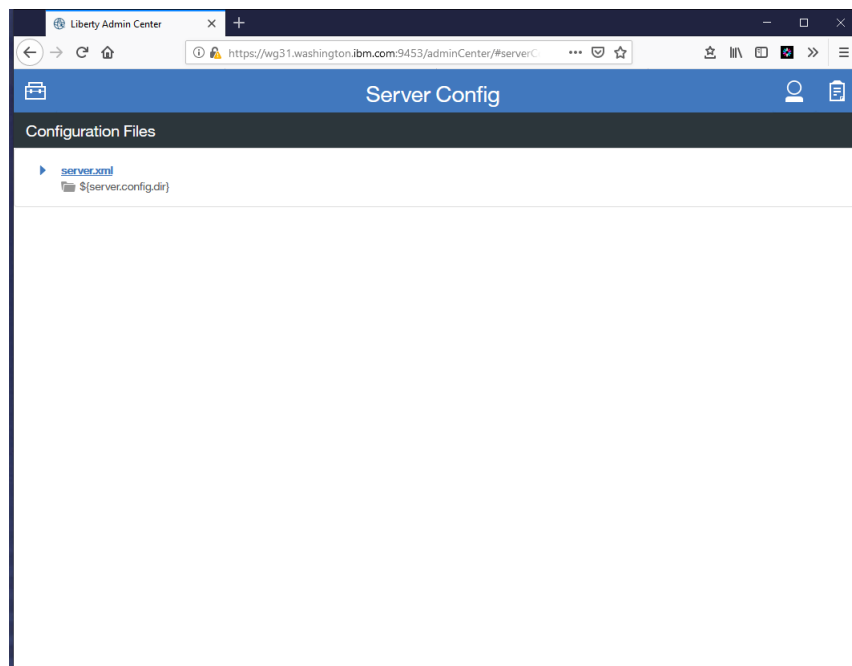 Liberty Admin Center
https://wg31.washington.ibm.com:9453/adminCenter/#serverC
Server Config
Configuration Files
server.xml
${server.config.dir}